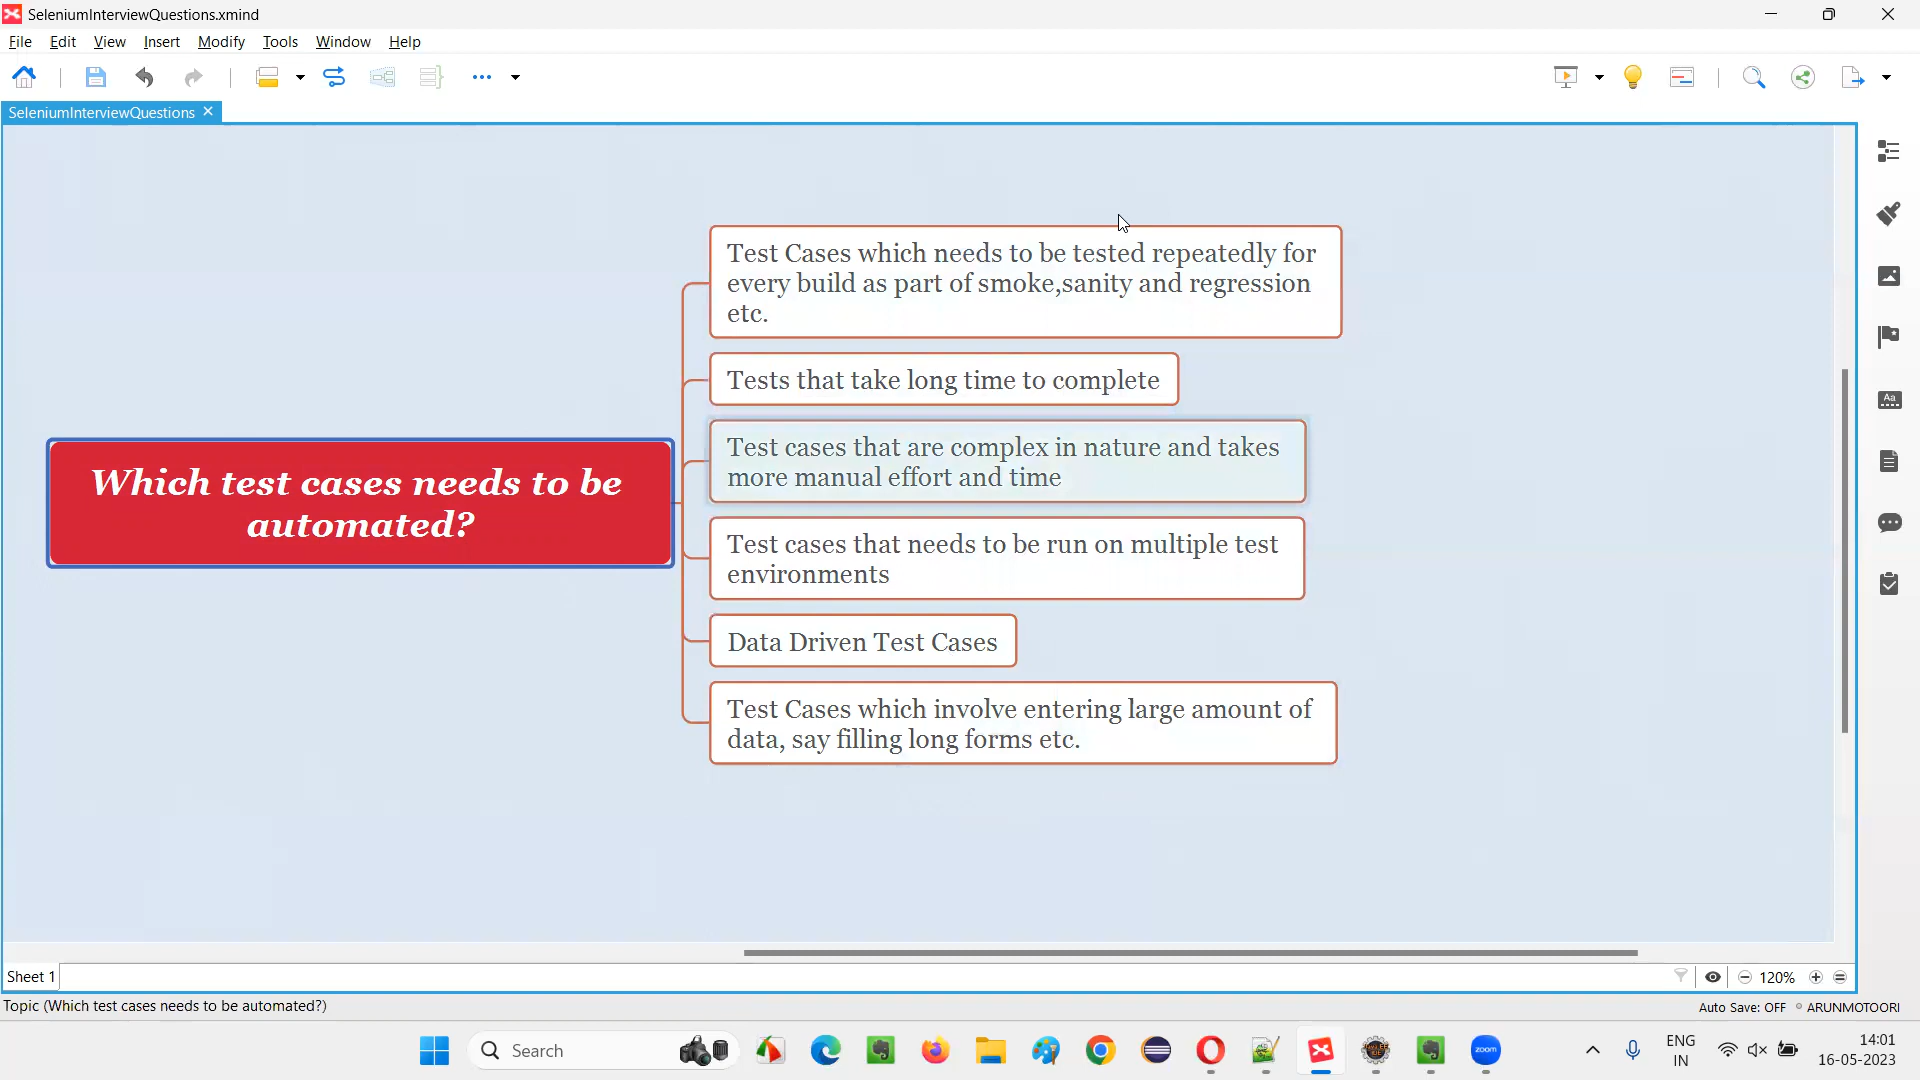 SeleniumInterviewQuestions.xmind
File Edit View Insert Modify Tools Window Help
SeleniumInterviewQuestions
Test Cases which needs to be tested repeatedly for
every build as part of smoke,sanity and regression
etc.
Tests that take long time to complete
Test cases that are complex in nature and takes
more manual effort and time
Which test cases needs to be
automated?
Test cases that needs to be run on multiple test
environments
Data Driven Test Cases
Test Cases which involve entering large amount of
data, say filling long forms etc.
Aa
Sheet 1
120%
Topic (Which test cases needs to be automated?)
Auto Save: OFF
ARUNMOTOORI
Search
zoom
ENG
IN
14:01
16-05-2023